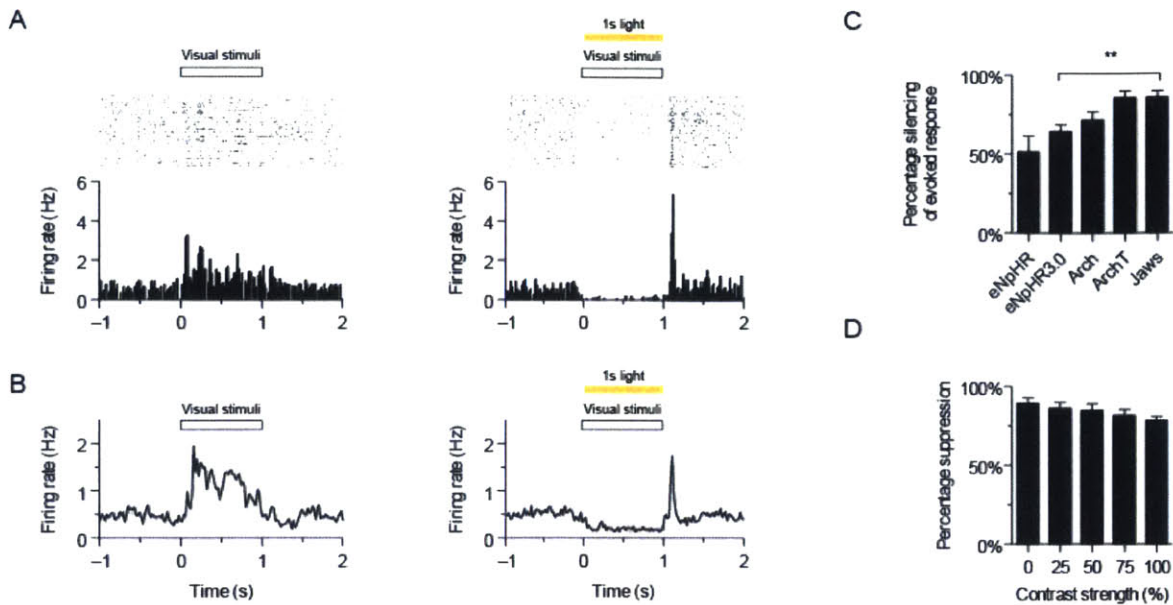 A
1s light
Visual stimuli
Visual stimuli
6
4
2
0
Firing rate (Hz)
−1 0 1 2
6
4
2
0
Firing rate (Hz)
−1 0 1 2
B
1s light
Visual stimuli
Visual stimuli
2
1
0
Firing rate (Hz)
−1 0 1 2
Time (s)
2
1
0
Firing rate (Hz)
−1 0 1 2
Time (s)
C
**
100%
50%
0%
Percentage silencing
of evoked response
eNpHR
eNpHR3.0
Arch
ArchT
Jaws
D
100%
50%
0%
Percentage suppression
0 25 50 75 100
Contrast strength (%)